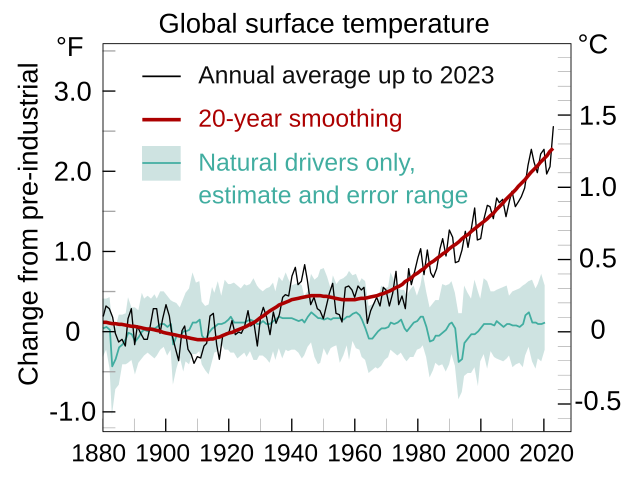 Global surface temperature
°F
°C
Change from pre-industrial
Annual average up to 2023
20-year smoothing
Natural drivers only,
estimate and error range
3.0
2.0
1.0
0
-1.0
1.5
1.0
0.5
0
-0.5
1880 1900 1920 1940 1960 1980 2000 2020